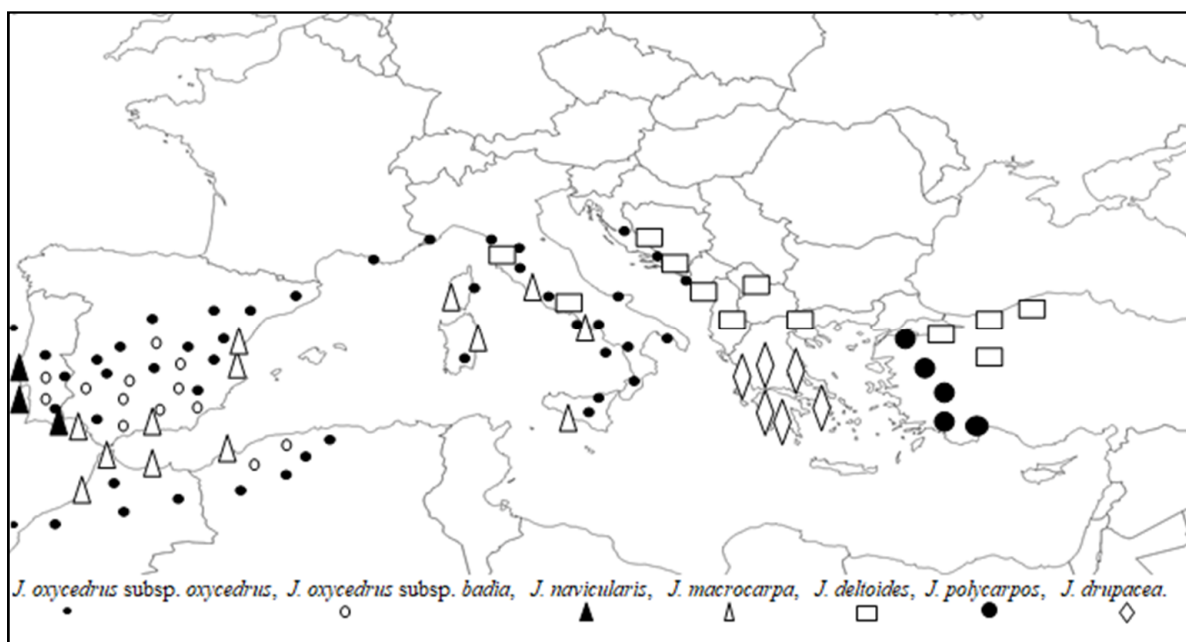 J. oxycedrus subsp. oxycedrus, J. oxycedrus subsp. badia, J. navicularis, J. macrocarpa, J. deltoides, J. polycarpos, J. drupacea.